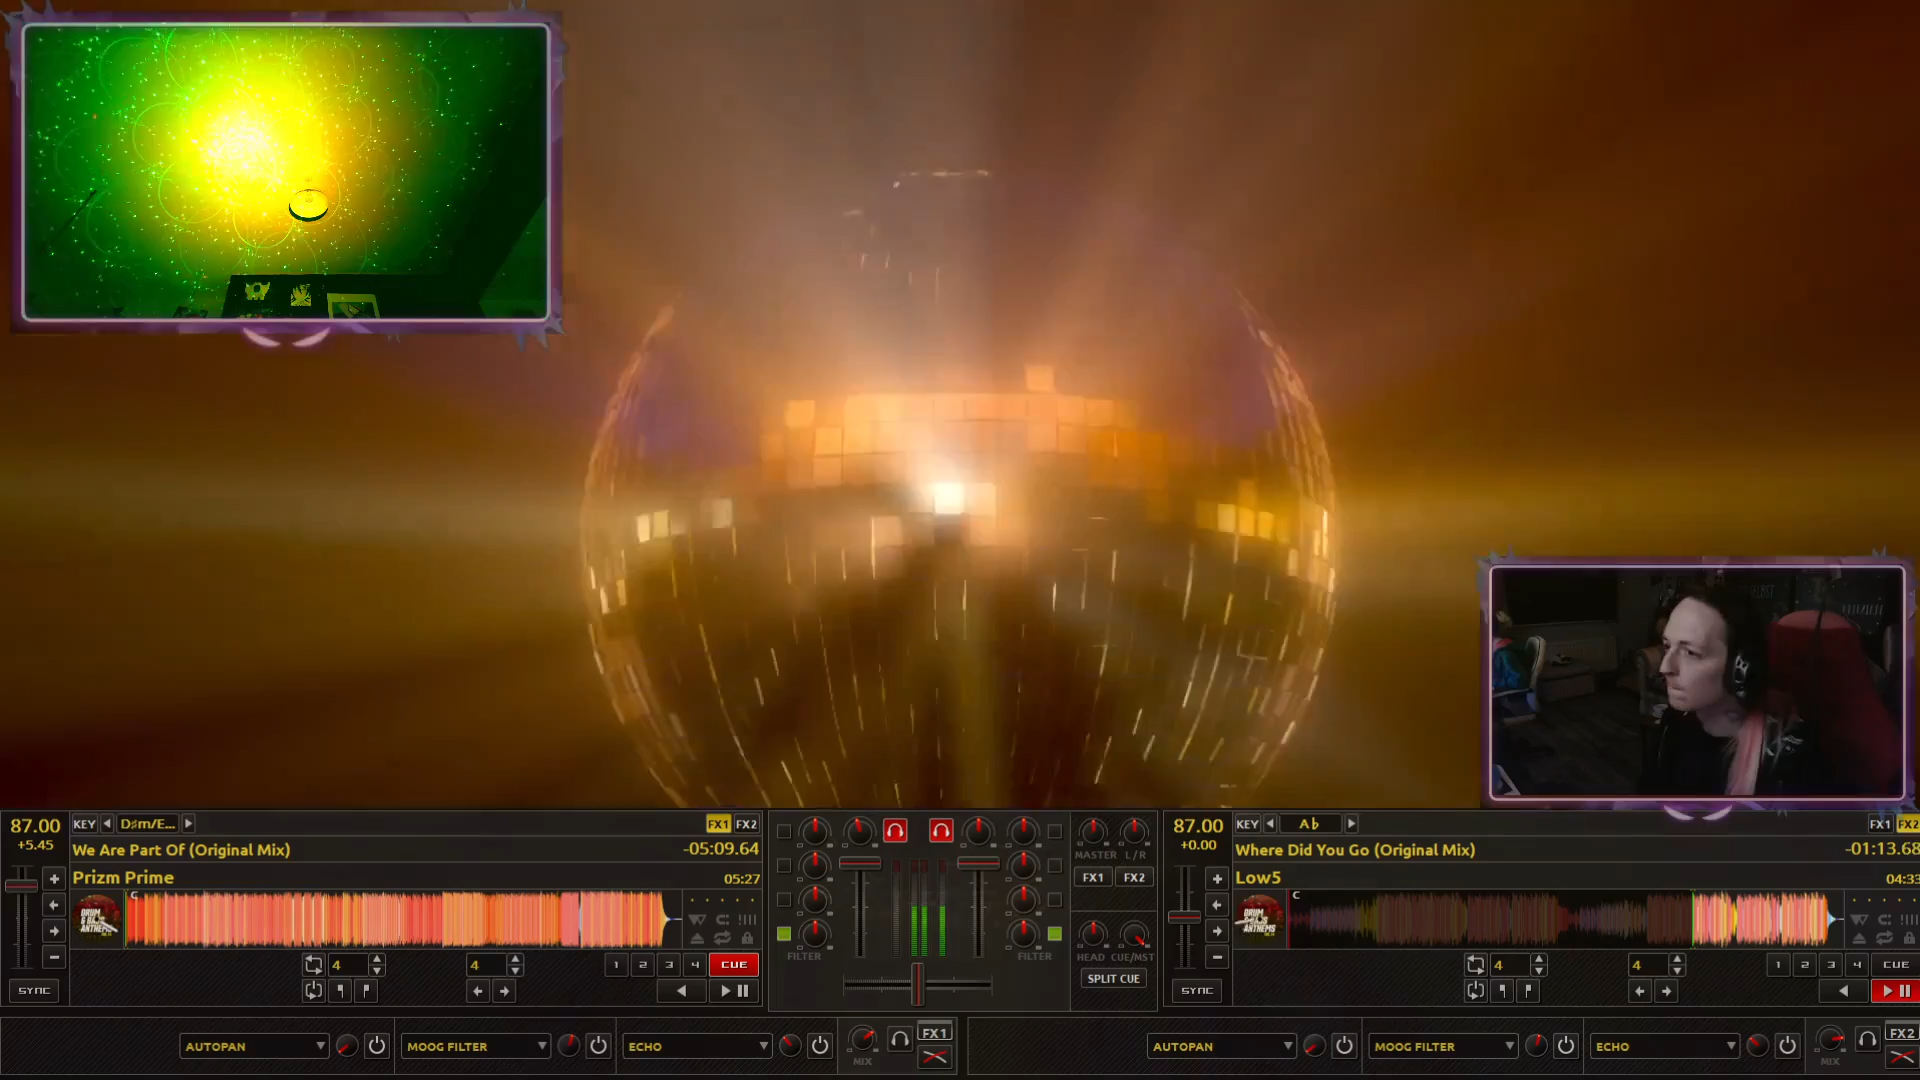 87.00
+5.45
KEY
D♯m/E...
FX1 FX2
We Are Part Of (Original Mix)
-05:09.64
Prizm Prime
05:27
C
DRUM
4
4
1 2 3 4 CUE
SYNC
FILTER
FILTER
MASTER L/R
FX1 FX2
HEAD CUE/MST
SPLIT CUE
87.00
+0.00
KEY
Ab
FX1 FX2
Where Did You Go (Original Mix)
-01:13.68
Low5
04:33
C
DRUM
4
4
1 2 3 4 CUE
SYNC
AUTOPAN
MOOG FILTER
ECHO
MIX
FX1
AUTOPAN
MOOG FILTER
ECHO
MIX
FX2